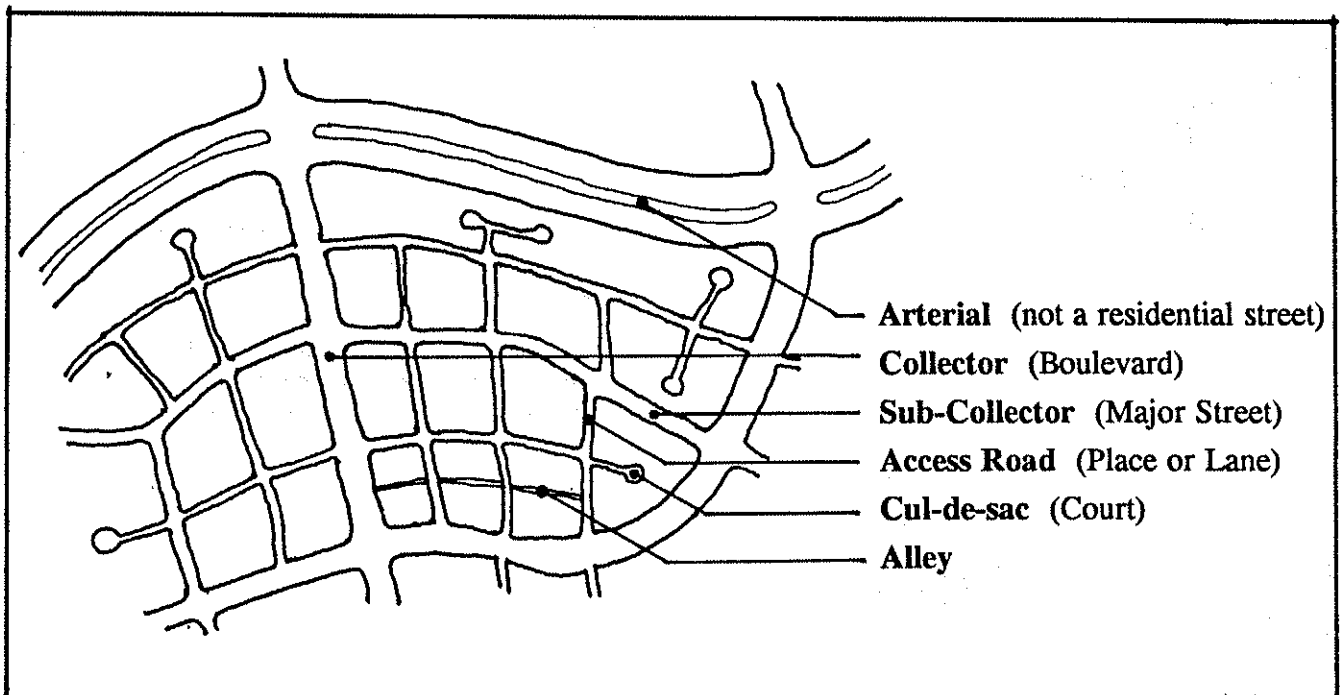 Arterial (not a residential street)
Collector (Boulevard)
Sub-Collector (Major Street)
Access Road (Place or Lane)
Cul-de-sac (Court)
Alley